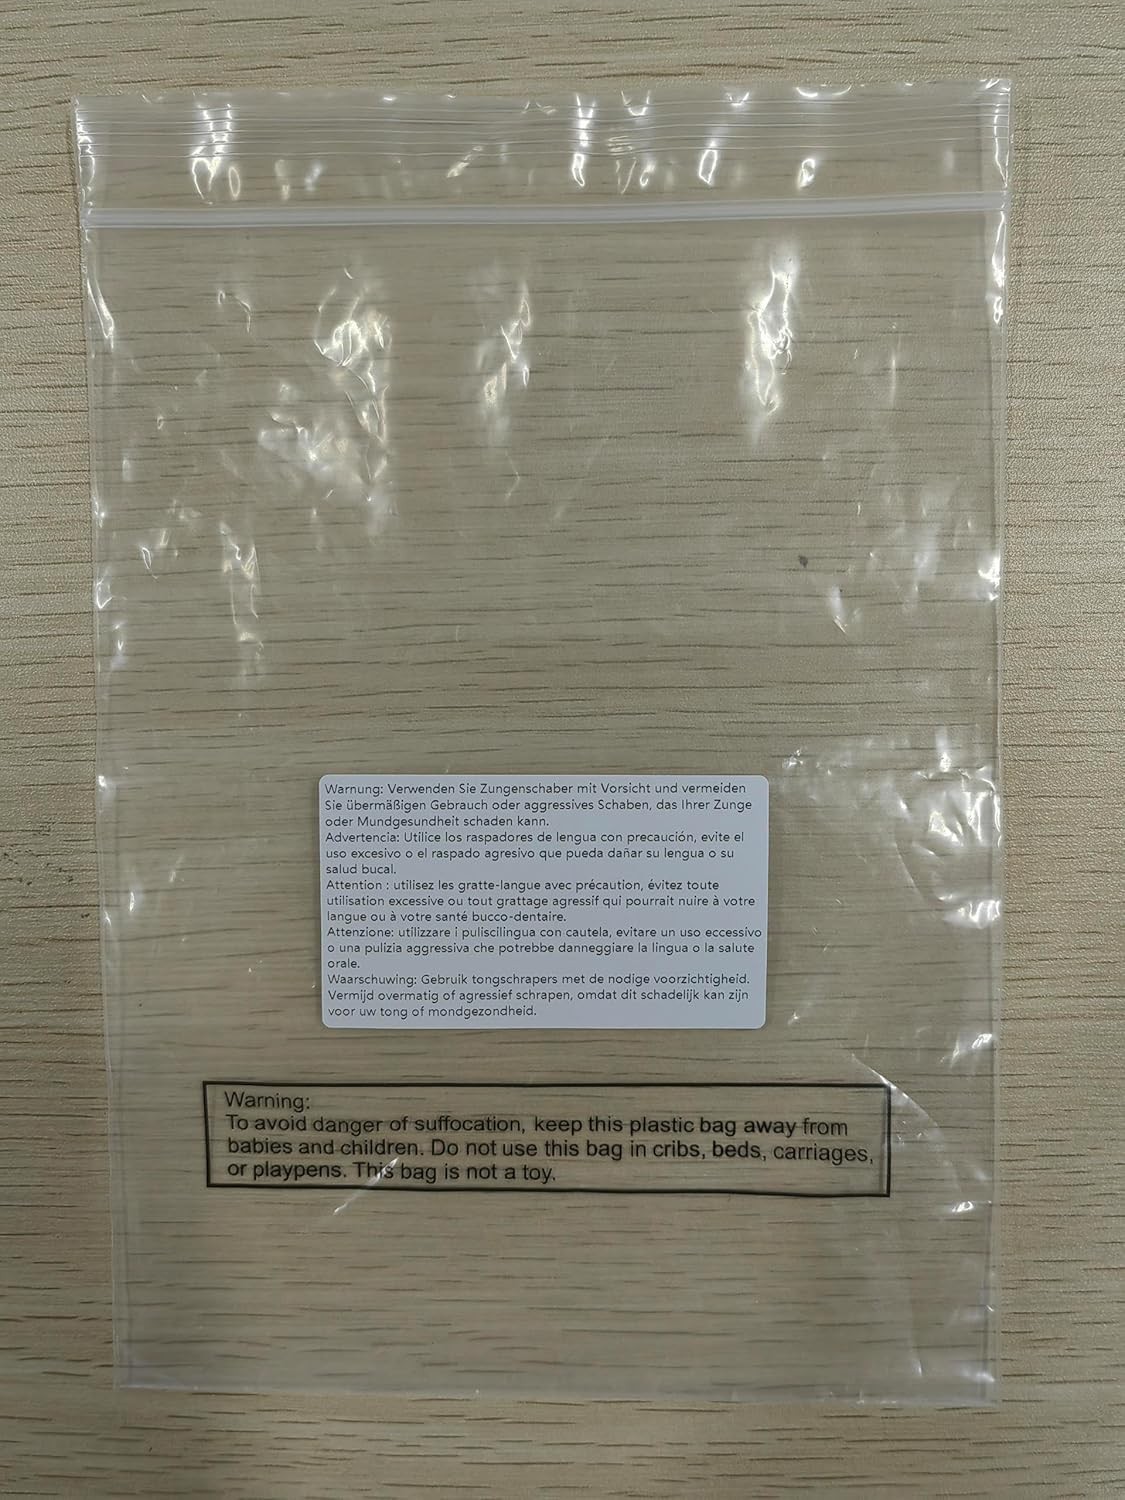 Warnung: Verwenden Sie Zungenschaber mit Vorsicht und vermeiden
Sie übermäßigen Gebrauch oder aggressives Schaben, das Ihrer Zunge
oder Mundgesundheit schaden kann.
Advertencia: Utilice los raspadores de lengua con precaución, evite el
uso excesivo o el raspado agresivo que pueda dañar su lengua o su
salud bucal.
Attention : utilisez les gratte-langue avec précaution, évitez toute
utilisation excessive ou tout grattage agressif qui pourrait nuire à votre
langue ou à votre santé bucco-dentaire.
Attenzione: utilizzare i puliscilingua con cautela, evitare un uso eccessivo
o una pulizia aggressiva che potrebbe danneggiare la lingua o la salute
orale.
Waarschuwing: Gebruik tongschrapers met de nodige voorzichtigheid.
Vermijd overmatig of agressief schrapen, omdat dit schadelijk kan zijn
voor uw tong of mondgezondheid.
Warning:
To avoid danger of suffocation, keep this plastic bag away from
babies and children. Do not use this bag in cribs, beds, carriages,
or playpens. This bag is not a toy.